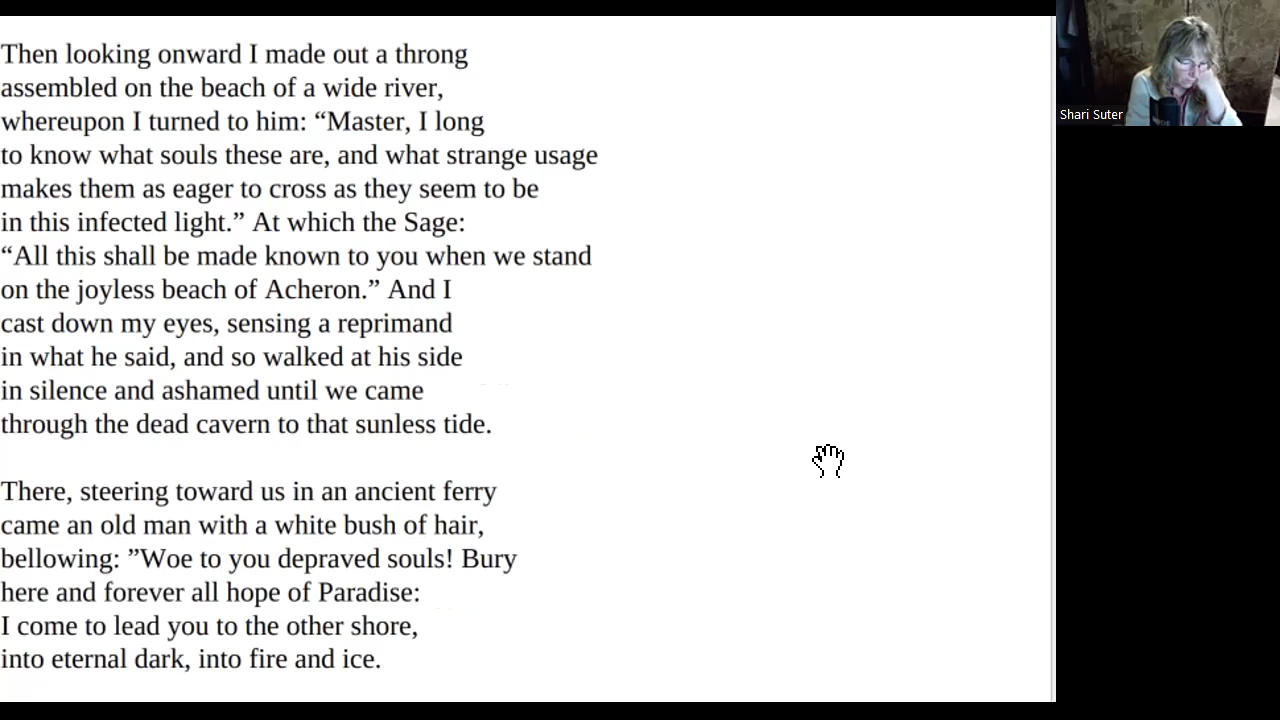 Then looking onward I made out a throng
assembled on the beach of a wide river,
whereupon I turned to him: “Master, I long
to know what souls these are, and what strange usage
makes them as eager to cross as they seem to be
in this infected light.” At which the Sage:
“All this shall be made known to you when we stand
on the joyless beach of Acheron.” And I
cast down my eyes, sensing a reprimand
in what he said, and so walked at his side
in silence and ashamed until we came
through the dead cavern to that sunless tide.
There, steering toward us in an ancient ferry
came an old man with a white bush of hair,
bellowing: ”Woe to you depraved souls! Bury
here and forever all hope of Paradise:
I come to lead you to the other shore,
into eternal dark, into fire and ice.
Shari Suter